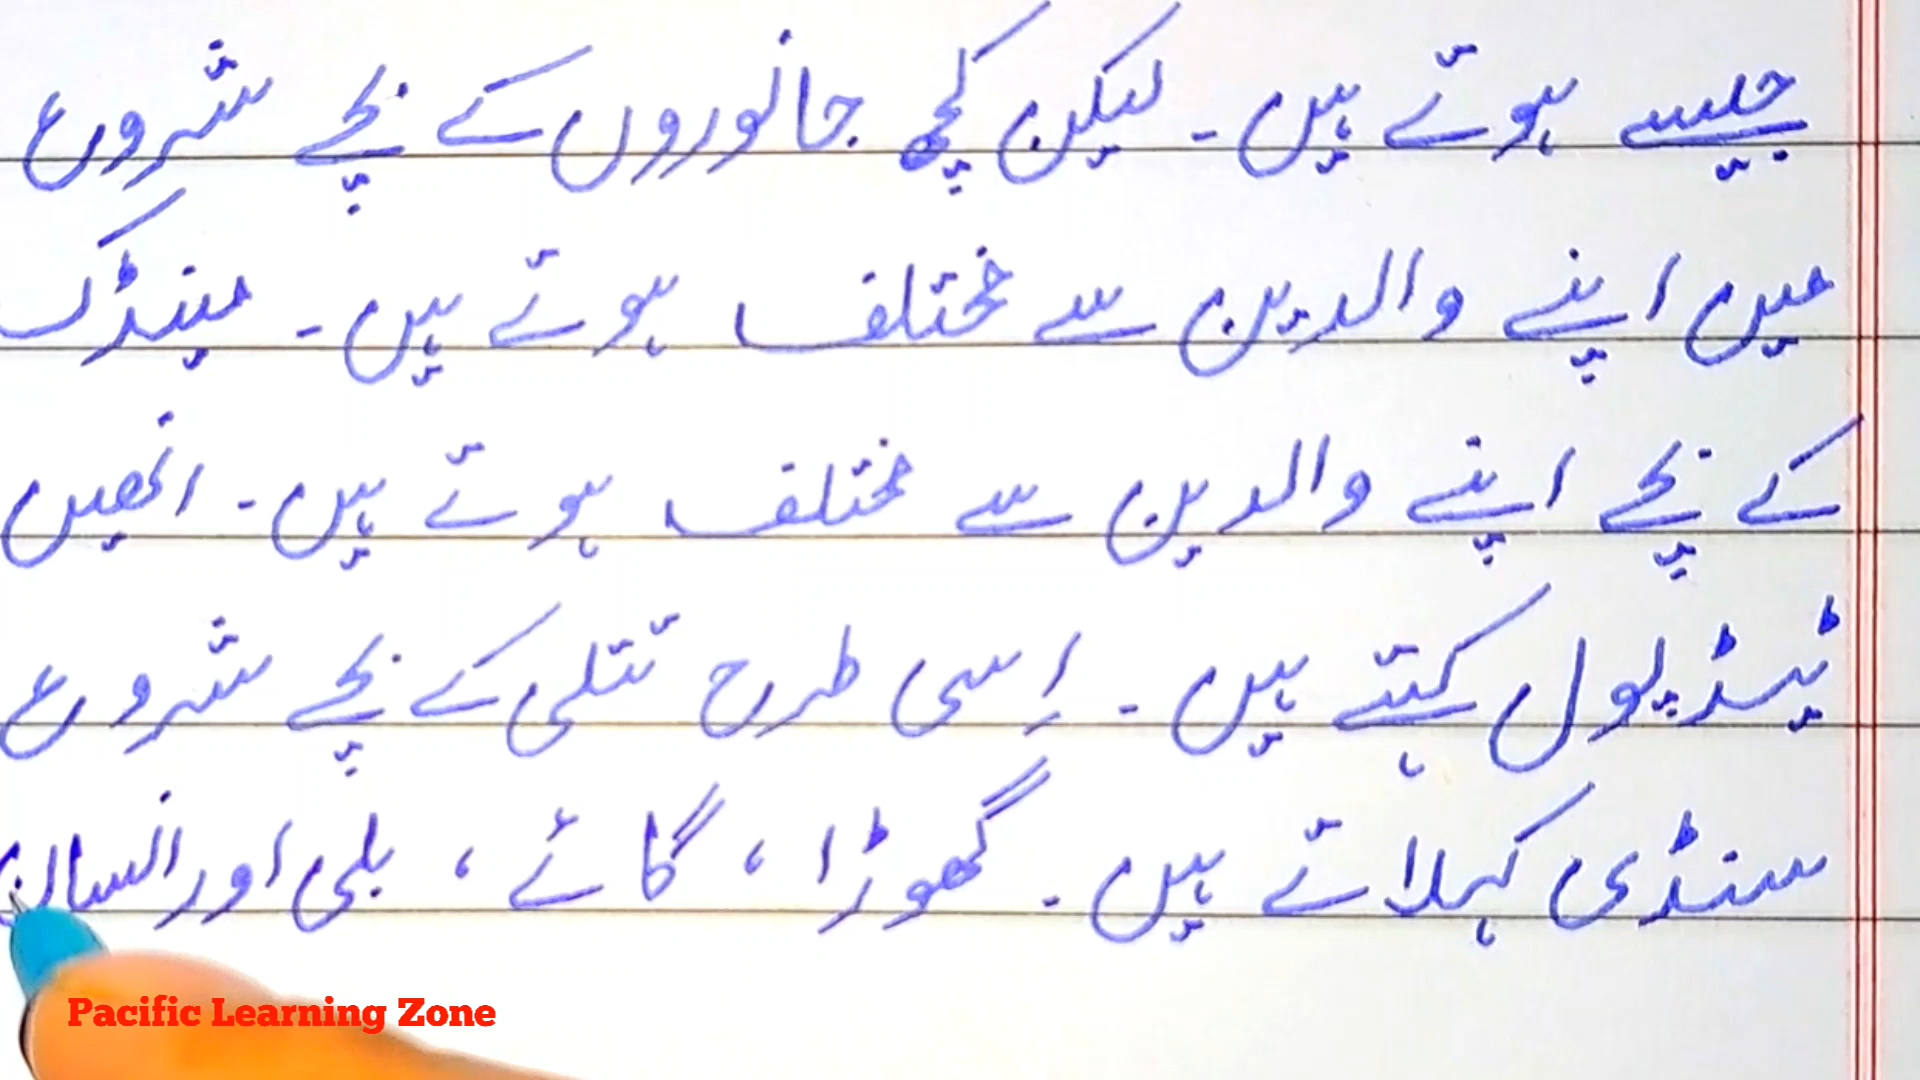 جیسے ہوتے ہیں۔ لیکن کچھ جانوروں کے بچے شروع
میں اپنے والدین سے مختلف ہوتے ہیں۔ مینڈک
کے بچے اپنے والدین سے مختلف ہوتے ہیں۔ انھیں
ٹیڈپول کہتے ہیں۔ اِسی طرح تتلی کے بچے شروع
سنڈی کہلاتے ہیں۔ گھوڑا، گائے، بلی اور انسان
Pacific Learning Zone